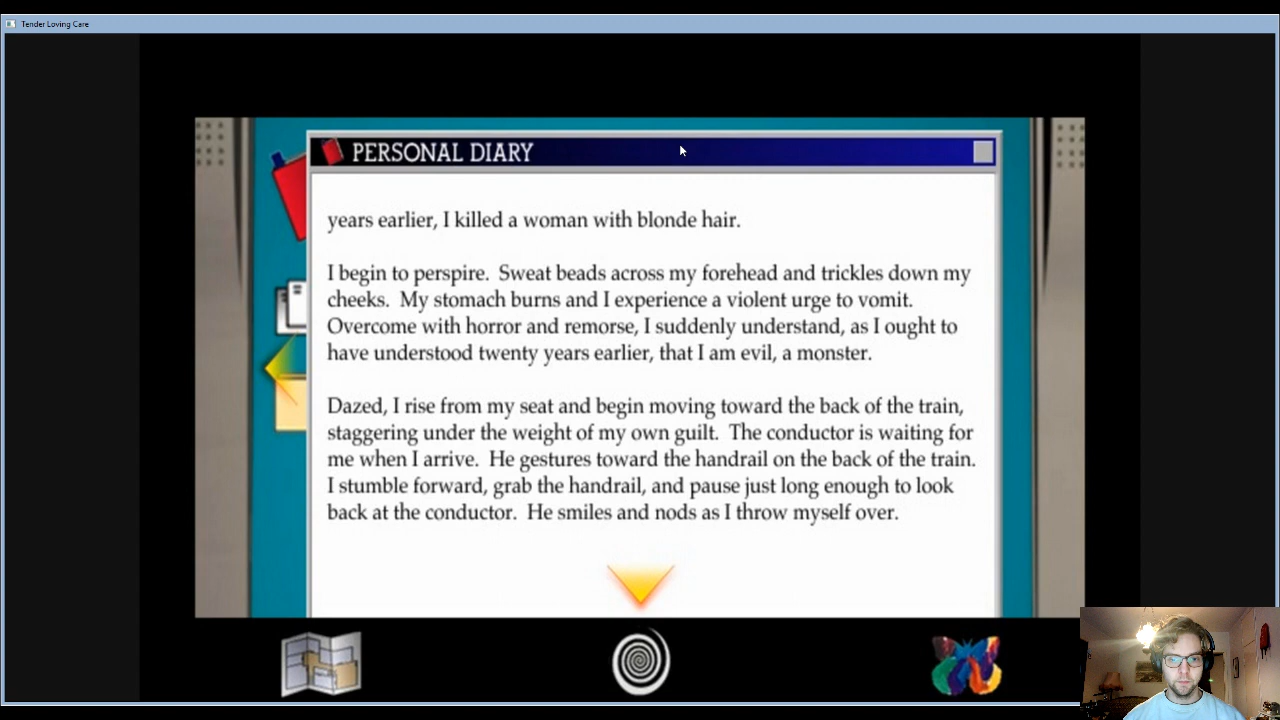 Tender Loving Care
PERSONAL DIARY
years earlier, I killed a woman with blonde hair.
I begin to perspire. Sweat beads across my forehead and trickles down my
cheeks. My stomach burns and I experience a violent urge to vomit.
Overcome with horror and remorse, I suddenly understand, as I ought to
have understood twenty years earlier, that I am evil, a monster.
Dazed, I rise from my seat and begin moving toward the back of the train,
staggering under the weight of my own guilt. The conductor is waiting for
me when I arrive. He gestures toward the handrail on the back of the train.
I stumble forward, grab the handrail, and pause just long enough to look
back at the conductor. He smiles and nods as I throw myself over.